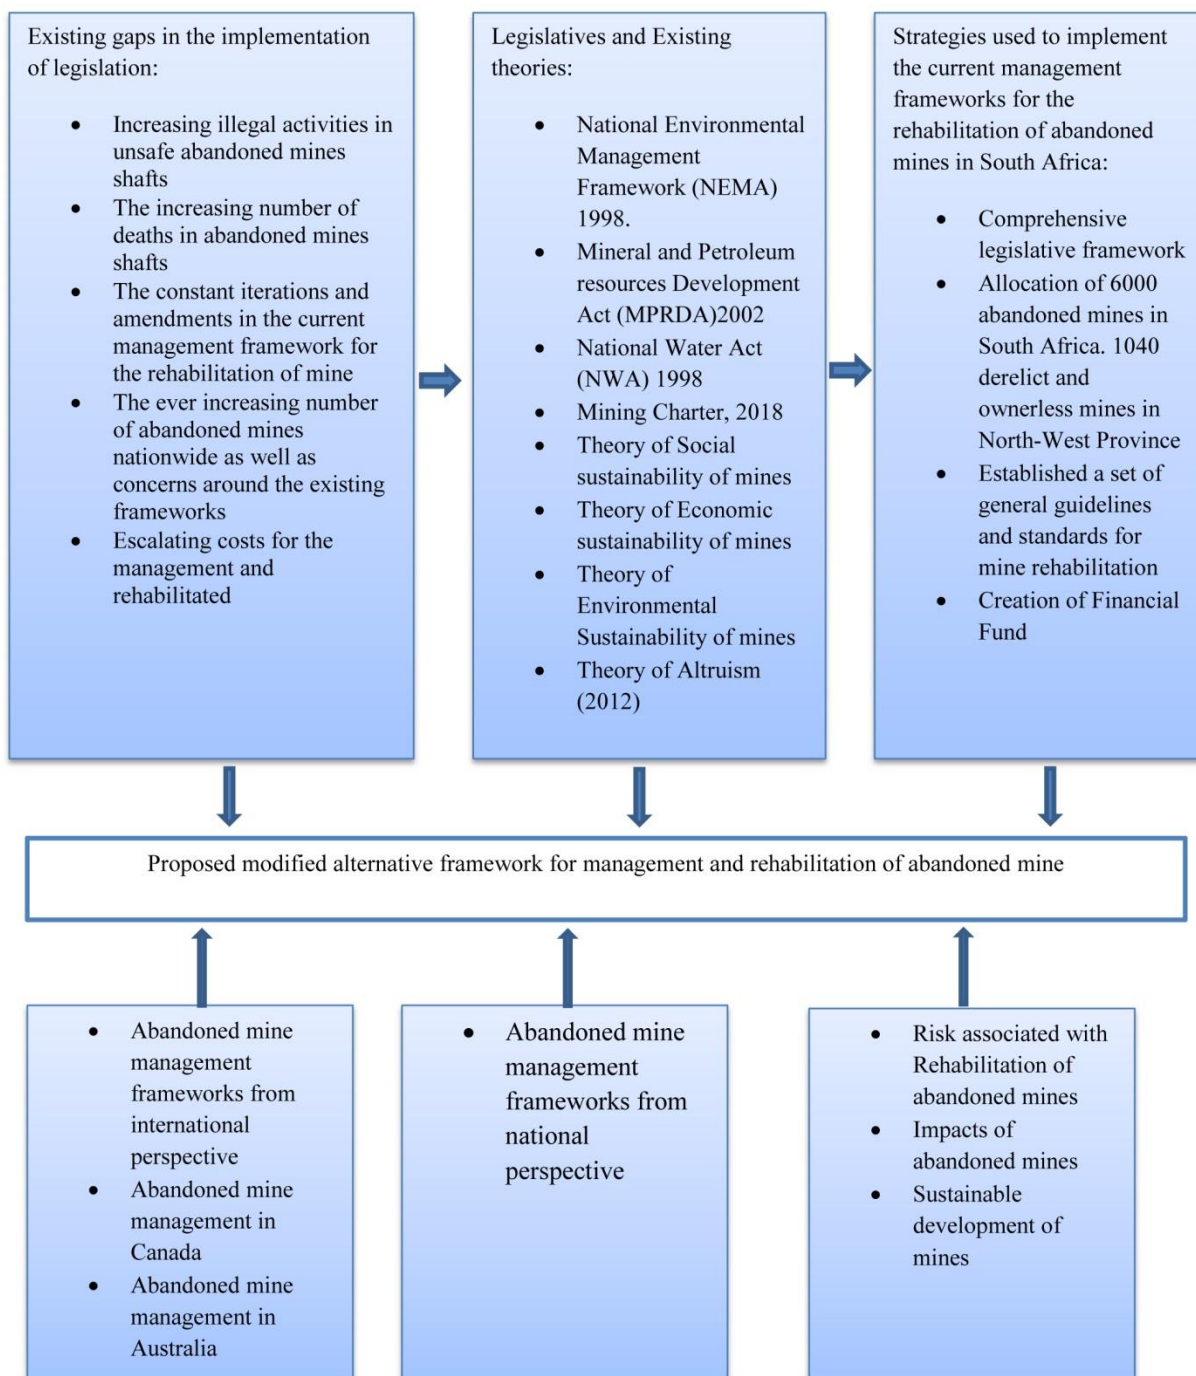 Existing gaps in the implementation
of legislation:
• Increasing illegal activities in
unsafe abandoned mines
shafts
• The increasing number of
deaths in abandoned mines
shafts
• The constant iterations and
amendments in the current
management framework for
the rehabilitation of mine
• The ever increasing number
of abandoned mines
nationwide as well as
concerns around the existing
frameworks
• Escalating costs for the
management and
rehabilitated
Legislatives and Existing
theories:
• National Environmental
Management
Framework (NEMA)
1998.
• Mineral and Petroleum
resources Development
Act (MPRDA)2002
• National Water Act
(NWA) 1998
• Mining Charter, 2018
• Theory of Social
sustainability of mines
• Theory of Economic
sustainability of mines
• Theory of
Environmental
Sustainability of mines
• Theory of Altruism
(2012)
Strategies used to implement
the current management
frameworks for the
rehabilitation of abandoned
mines in South Africa:
• Comprehensive
legislative framework
• Allocation of 6000
abandoned mines in
South Africa. 1040
derelict and
ownerless mines in
North-West Province
• Established a set of
general guidelines
and standards for
mine rehabilitation
• Creation of Financial
Fund
Proposed modified alternative framework for management and rehabilitation of abandoned mine
• Abandoned mine
management
frameworks from
international
perspective
• Abandoned mine
management in
Canada
• Abandoned mine
management in
Australia
• Abandoned mine
management
frameworks from
national
perspective
• Risk associated with
Rehabilitation of
abandoned mines
• Impacts of
abandoned mines
• Sustainable
development of
mines